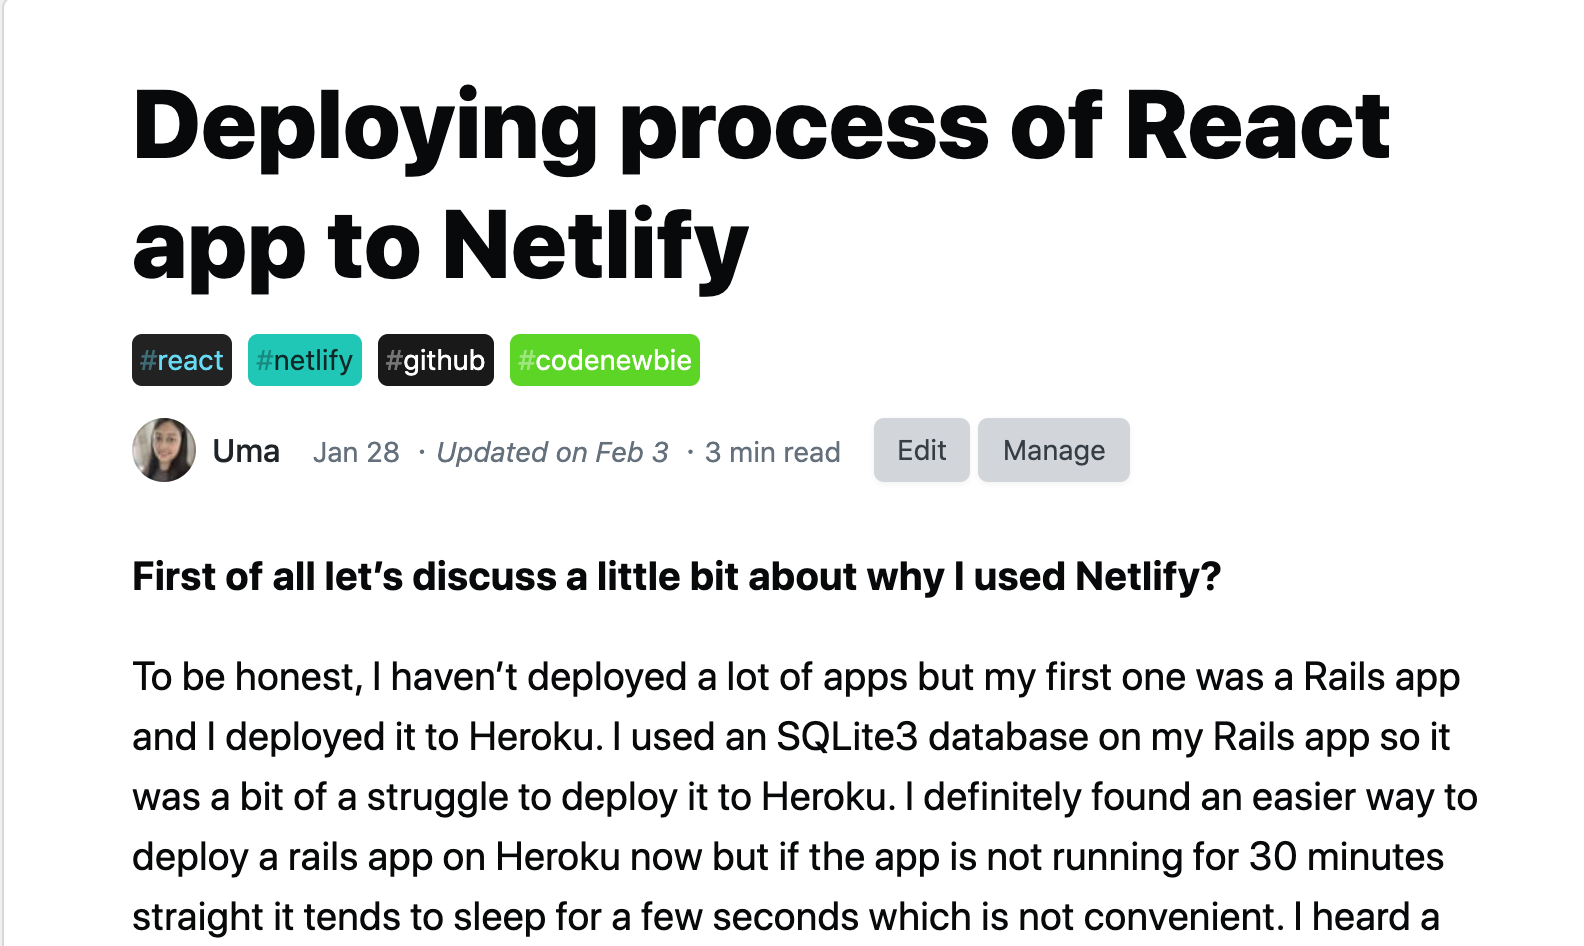 Deploying process of React
app to Netlify
#react #netlify #github #codenewbie
Uma Jan 28 · Updated on Feb 3 · 3 min read Edit Manage
First of all let’s discuss a little bit about why I used Netlify?
To be honest, I haven’t deployed a lot of apps but my first one was a Rails app
and I deployed it to Heroku. I used an SQLite3 database on my Rails app so it
was a bit of a struggle to deploy it to Heroku. I definitely found an easier way to
deploy a rails app on Heroku now but if the app is not running for 30 minutes
straight it tends to sleep for a few seconds which is not convenient. I heard a